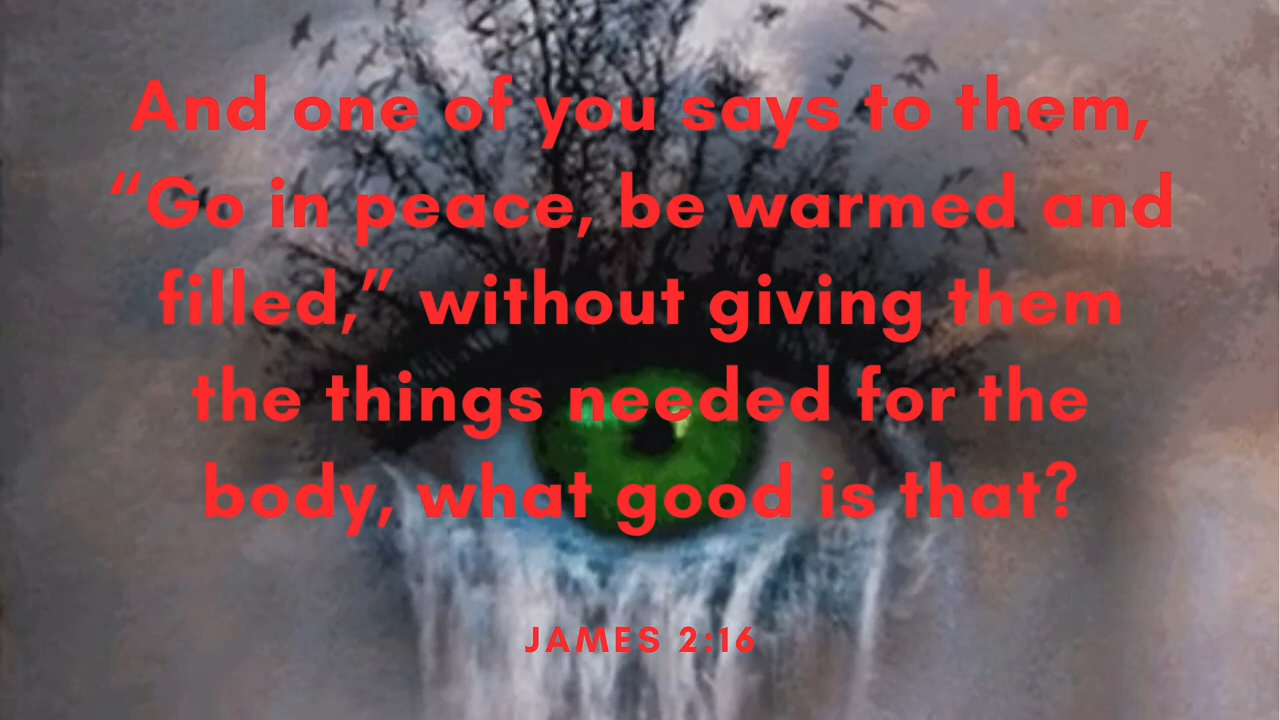 And one of you says to them,
“Go in peace, be warmed and
filled,” without giving them
the things needed for the
body, what good is that?
JAMES 2:16